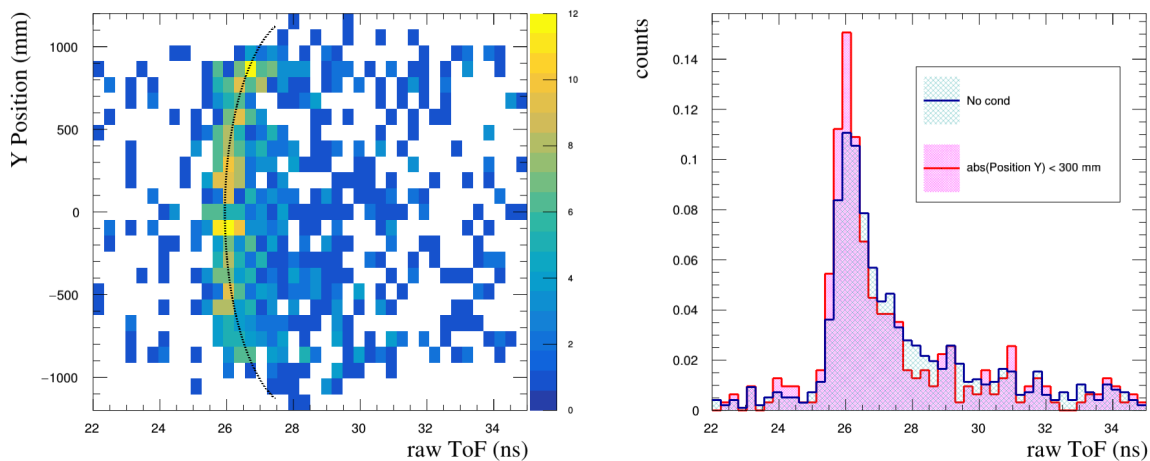 Y Position (mm)
1000
500
0
−500
−1000
22 24 26 28 30 32 34
raw ToF (ns)
12
10
8
6
4
2
0
counts
0.14
0.12
0.1
0.08
0.06
0.04
0.02
0
22 24 26 28 30 32 34
raw ToF (ns)
No cond
abs(Position Y) < 300 mm